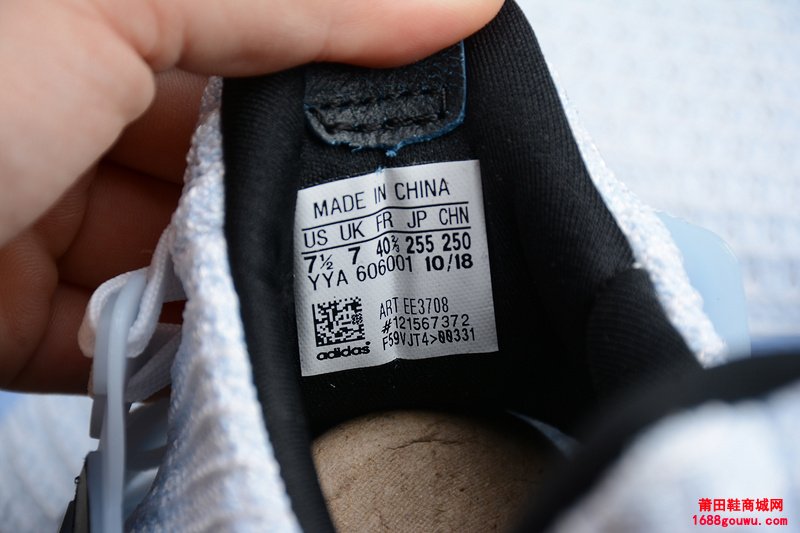 MADE IN CHINA
US UK FR JP CHN
7½ 7 40⅔ 255 250
YYA 606001 10/18
ART EE3708
#121567372
F59VJT4>00331
adidas
莆田鞋商城网
1688gouwu.com